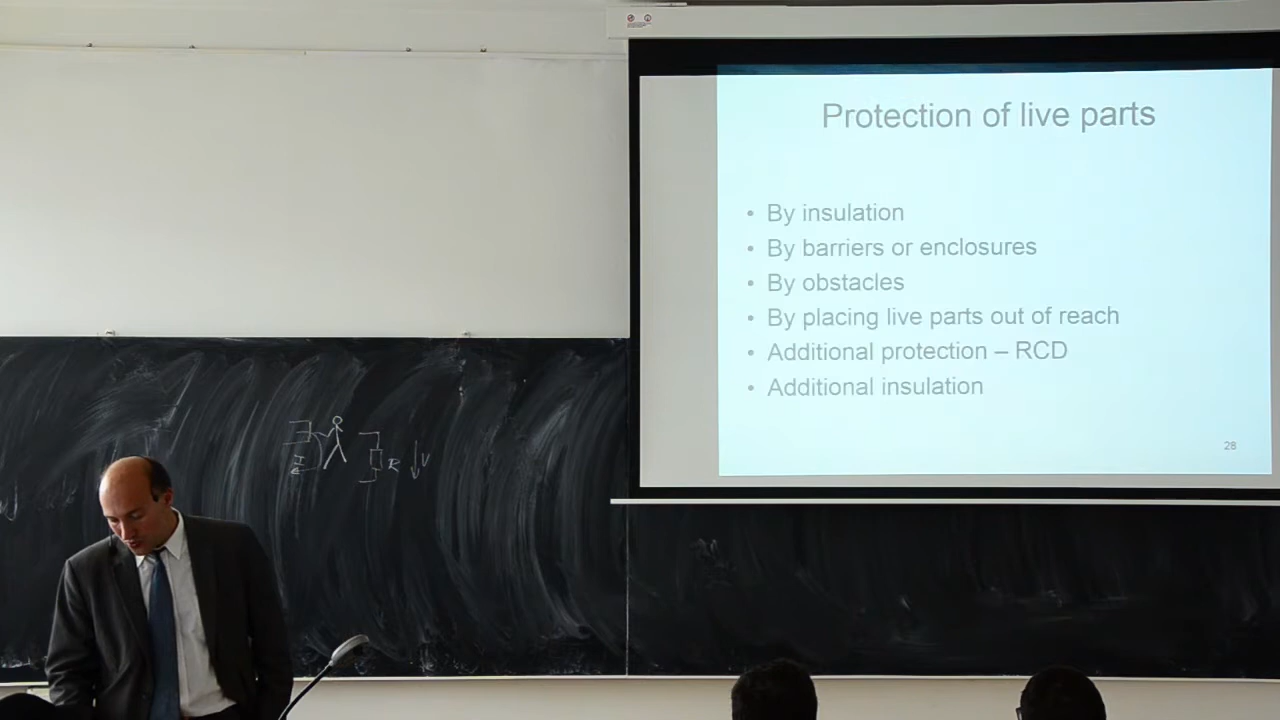 Protection of live parts
• By insulation
• By barriers or enclosures
• By obstacles
• By placing live parts out of reach
• Additional protection – RCD
• Additional insulation
28
I
R
V